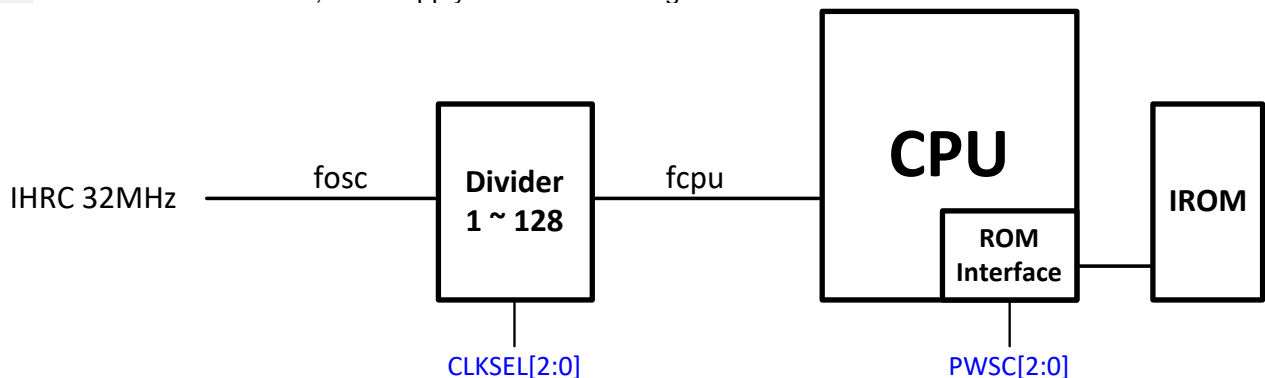 IHRC 32MHz
fosc
Divider
1 ~ 128
fcpu
CPU
ROM
Interface
IROM
CLKSEL[2:0]
PWSC[2:0]